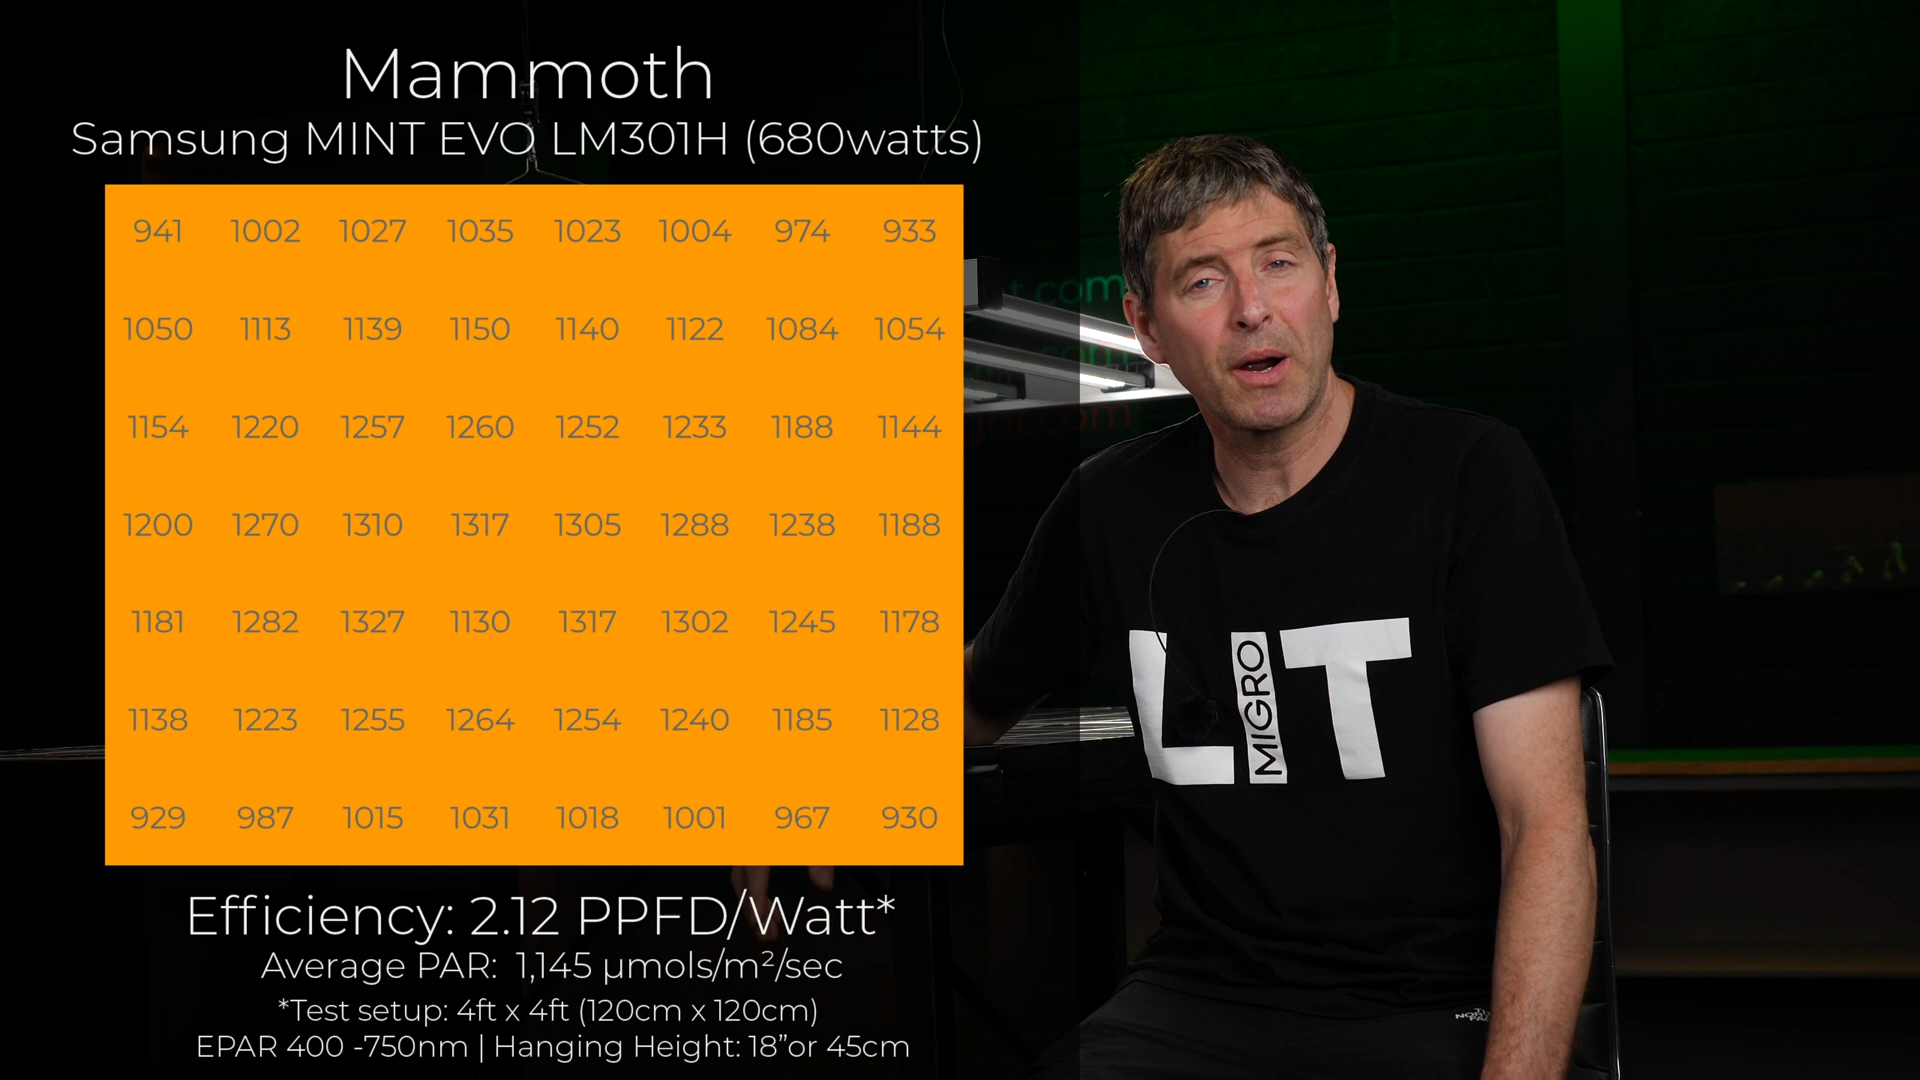 Mammoth
Samsung MINT EVO LM301H (680watts)
941 1002 1027 1035 1023 1004 974 933
1050 1113 1139 1150 1140 1122 1084 1054
1154 1220 1257 1260 1252 1233 1188 1144
1200 1270 1310 1317 1305 1288 1238 1188
1181 1282 1327 1130 1317 1302 1245 1178
1138 1223 1255 1264 1254 1240 1185 1128
929 987 1015 1031 1018 1001 967 930
Efficiency: 2.12 PPFD/Watt*
Average PAR: 1,145 µmols/m²/sec
*Test setup: 4ft x 4ft (120cm x 120cm)
EPAR 400 -750nm | Hanging Height: 18”or 45cm
t.com
LIT
MIGRO